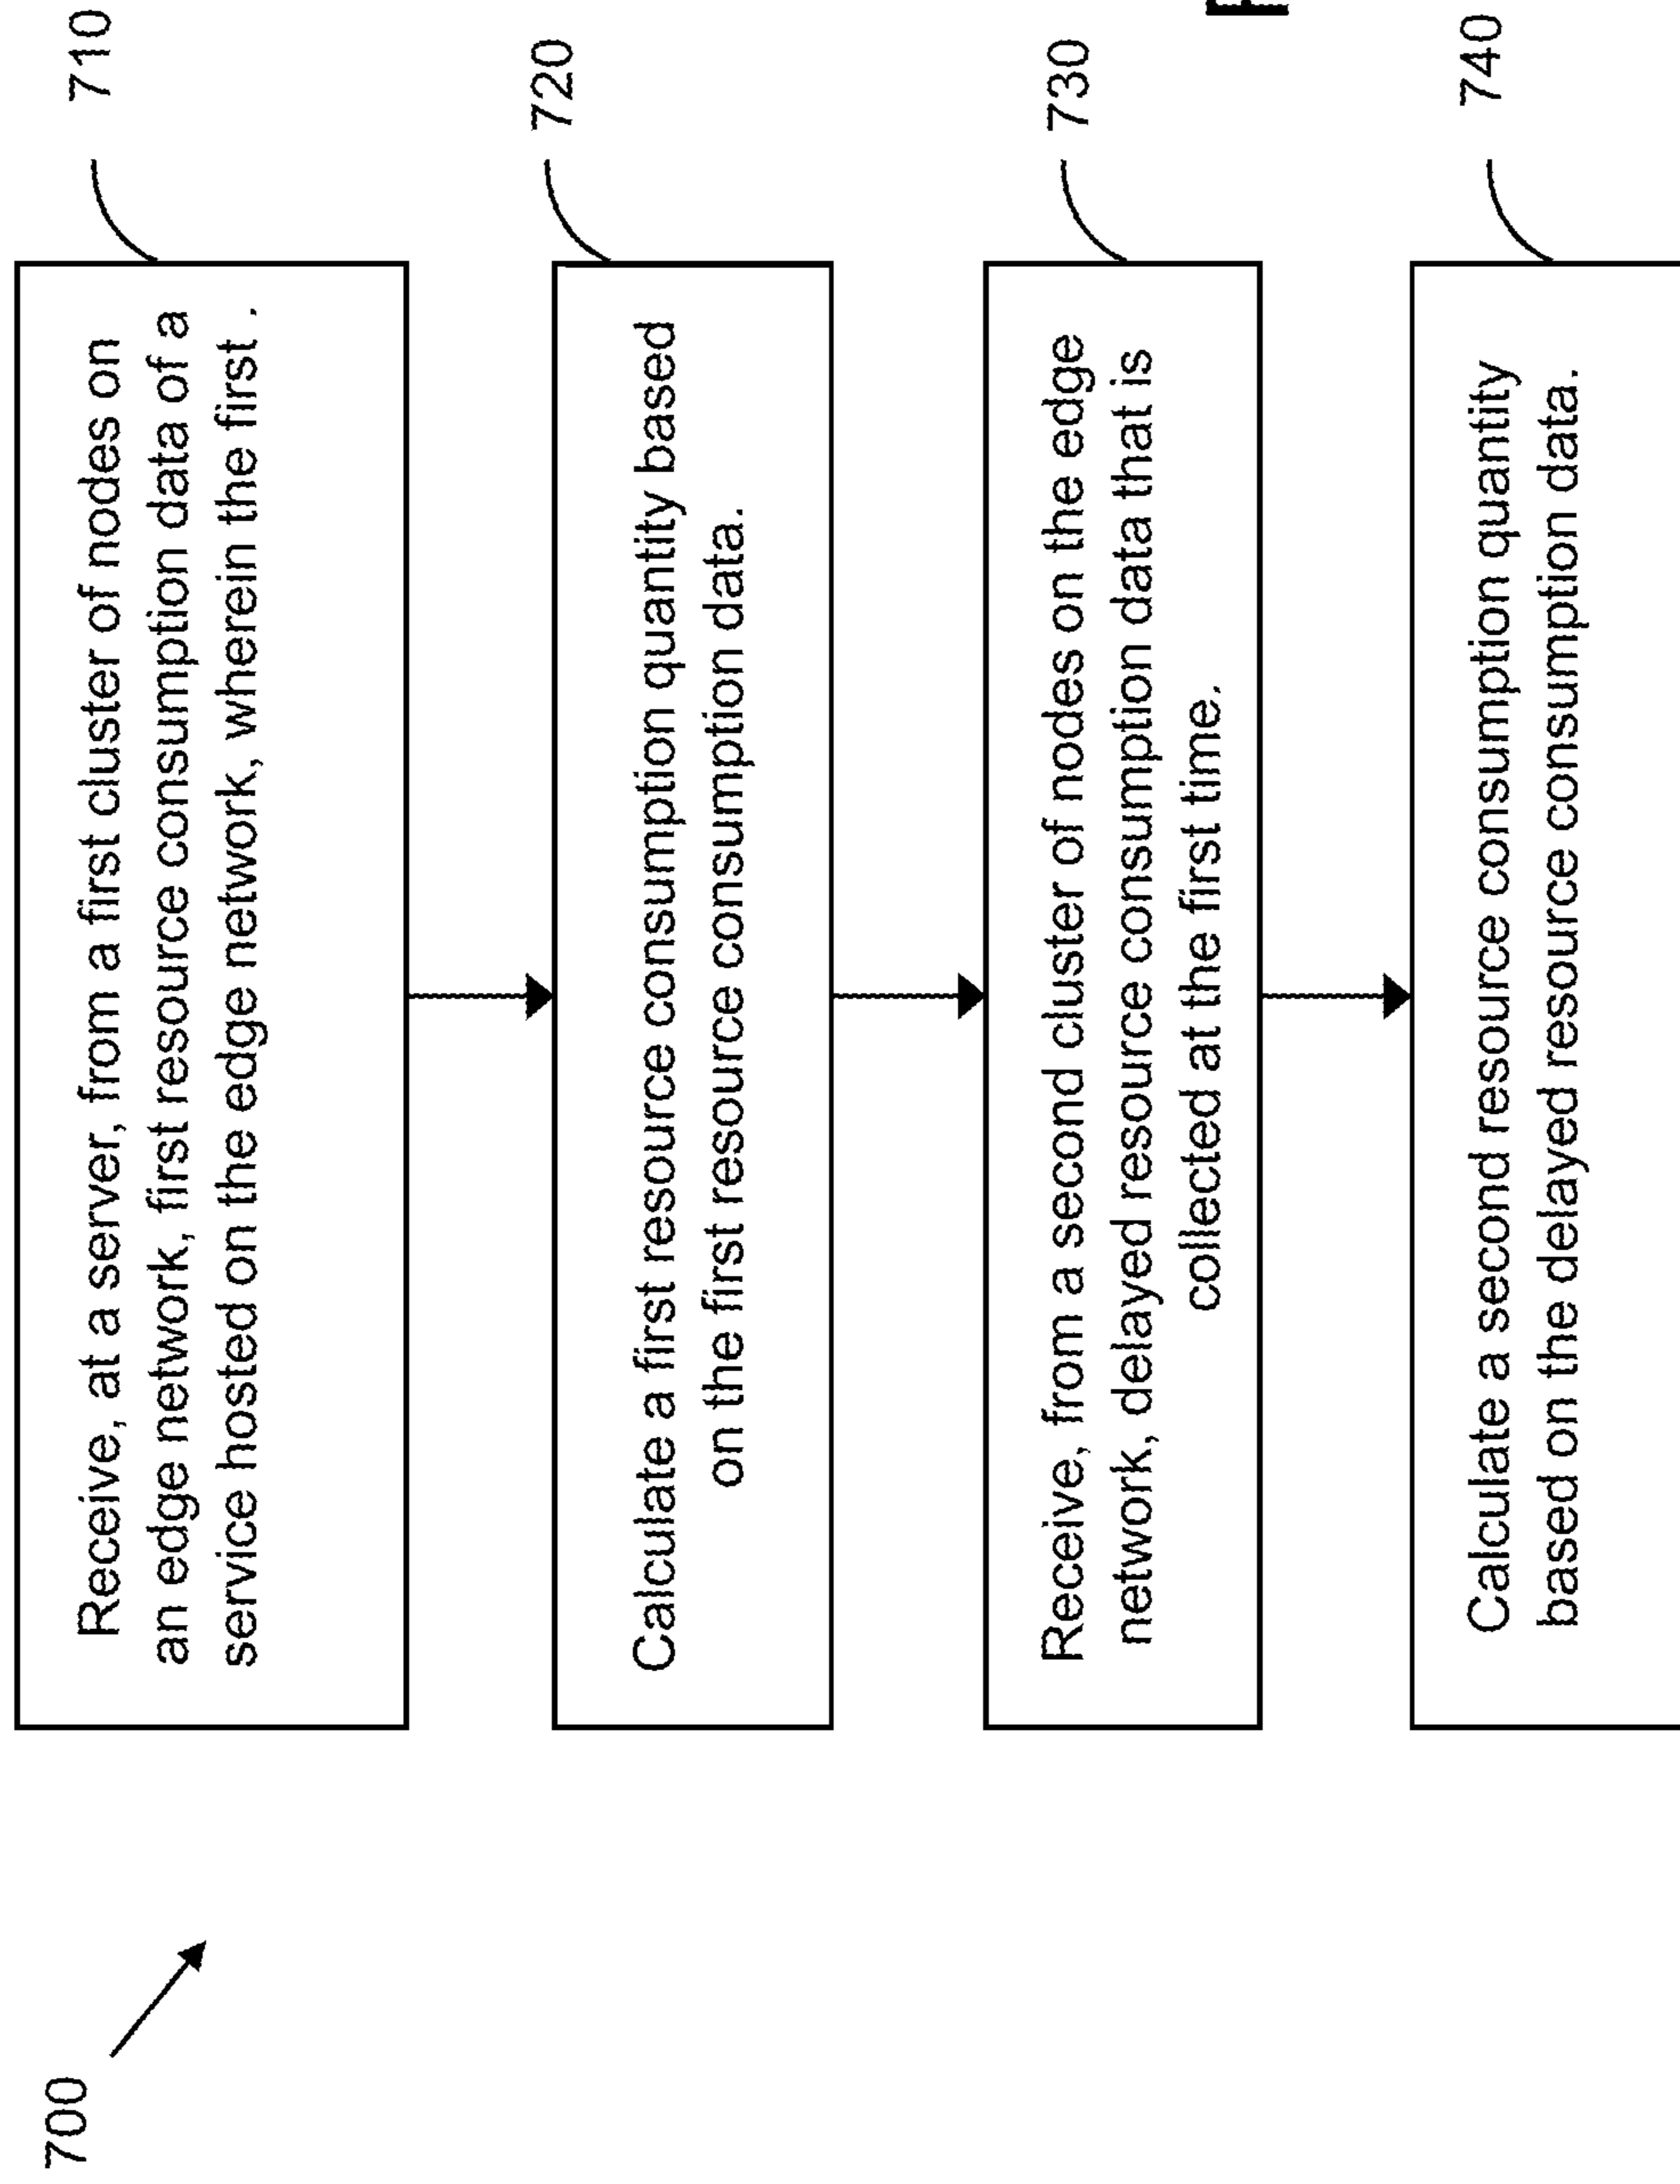 700
Receive, at a server, from a first cluster of nodes on
an edge network, first resource consumption data of a
service hosted on the edge network, wherein the first .
710
Calculate a first resource consumption quantity based
on the first resource consumption data.
720
Receive, from a second cluster of nodes on the edge
network, delayed resource consumption data that is
collected at the first time.
730
Calculate a second resource consumption quantity
based on the delayed resource consumption data.
740